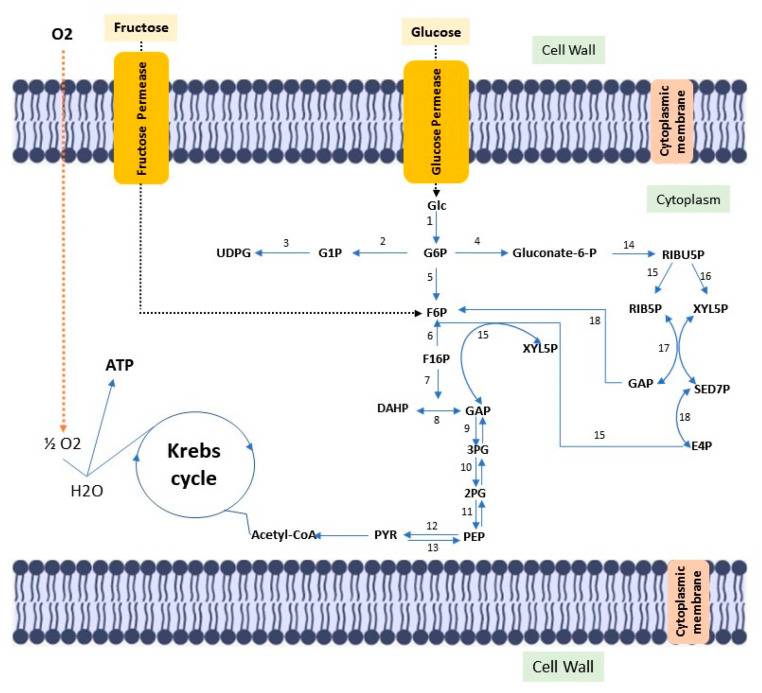 O2
Fructose
Glucose
Cell Wall
Fructose Permease
Glucose Permease
Cytoplasmic
membrane
Cytoplasm
Glc
1
UDPG
3
G1P
2
G6P
4
Gluconate-6-P
14
RIBU5P
5
15
16
RIB5P
XYL5P
F6P
18
6
15
XYL5P
17
F16P
ATP
7
GAP
SED7P
DAHP
8
GAP
18
9
½ O2
Krebs
cycle
3PG
15
E4P
10
H2O
2PG
11
Acetyl-CoA
PYR
12
13
PEP
Cytoplasmic
membrane
Cell Wall